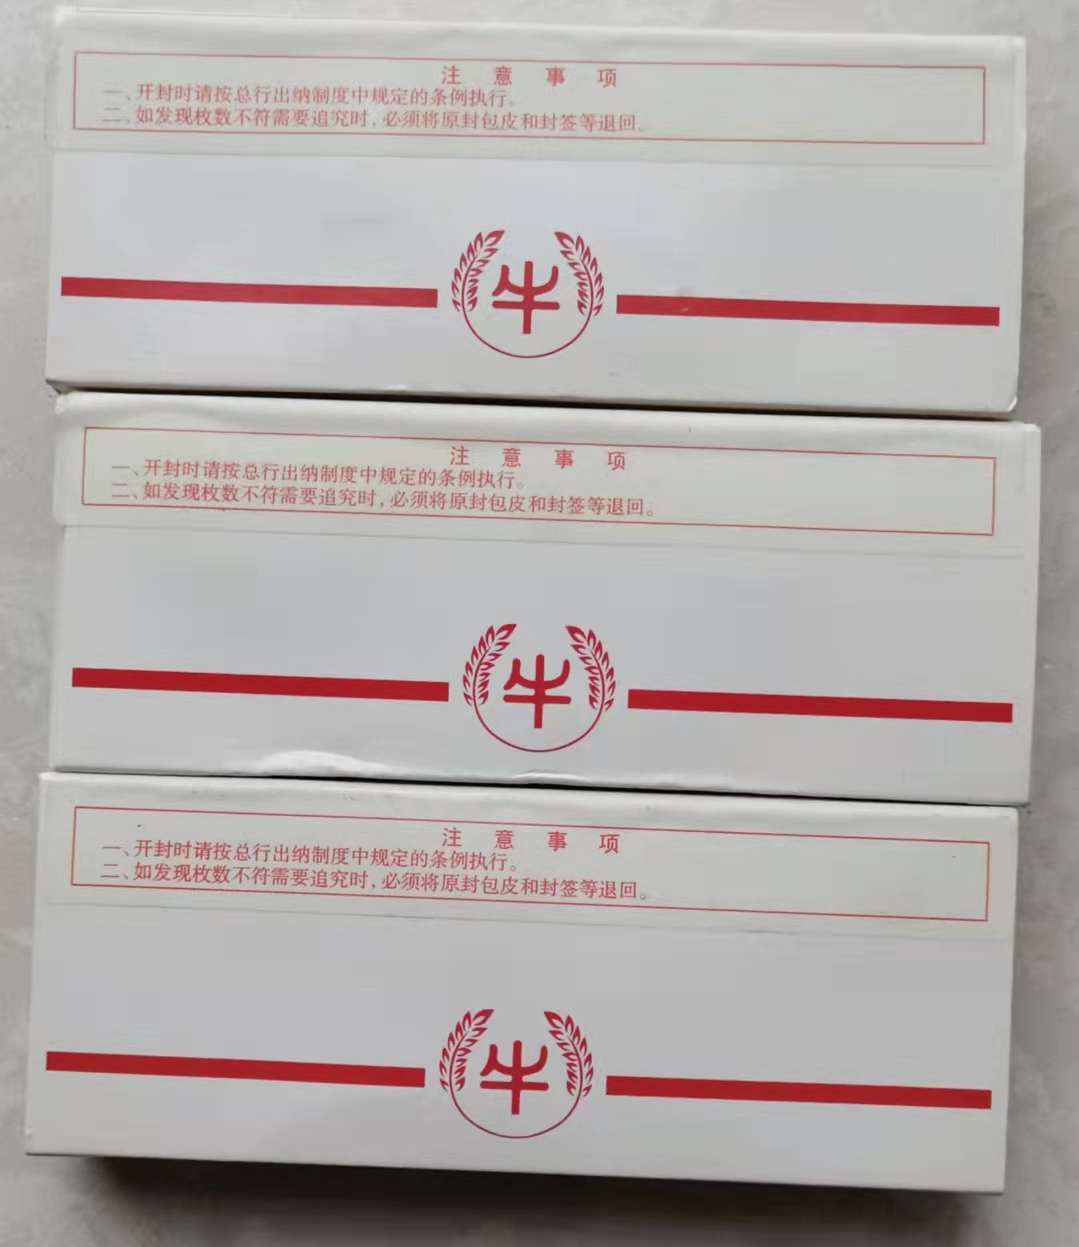 注意事项
一、开封时请按总行出纳制度中规定的条例执行。
二、如发现枚数不符需要追究时，必须将原封包皮和封签等退回。
牛
注意事项
一、开封时请按总行出纳制度中规定的条例执行。
二、如发现枚数不符需要追究时，必须将原封包皮和封签等退回。
牛
注意事项
一、开封时请按总行出纳制度中规定的条例执行。
二、如发现枚数不符需要追究时，必须将原封包皮和封签等退回。
牛